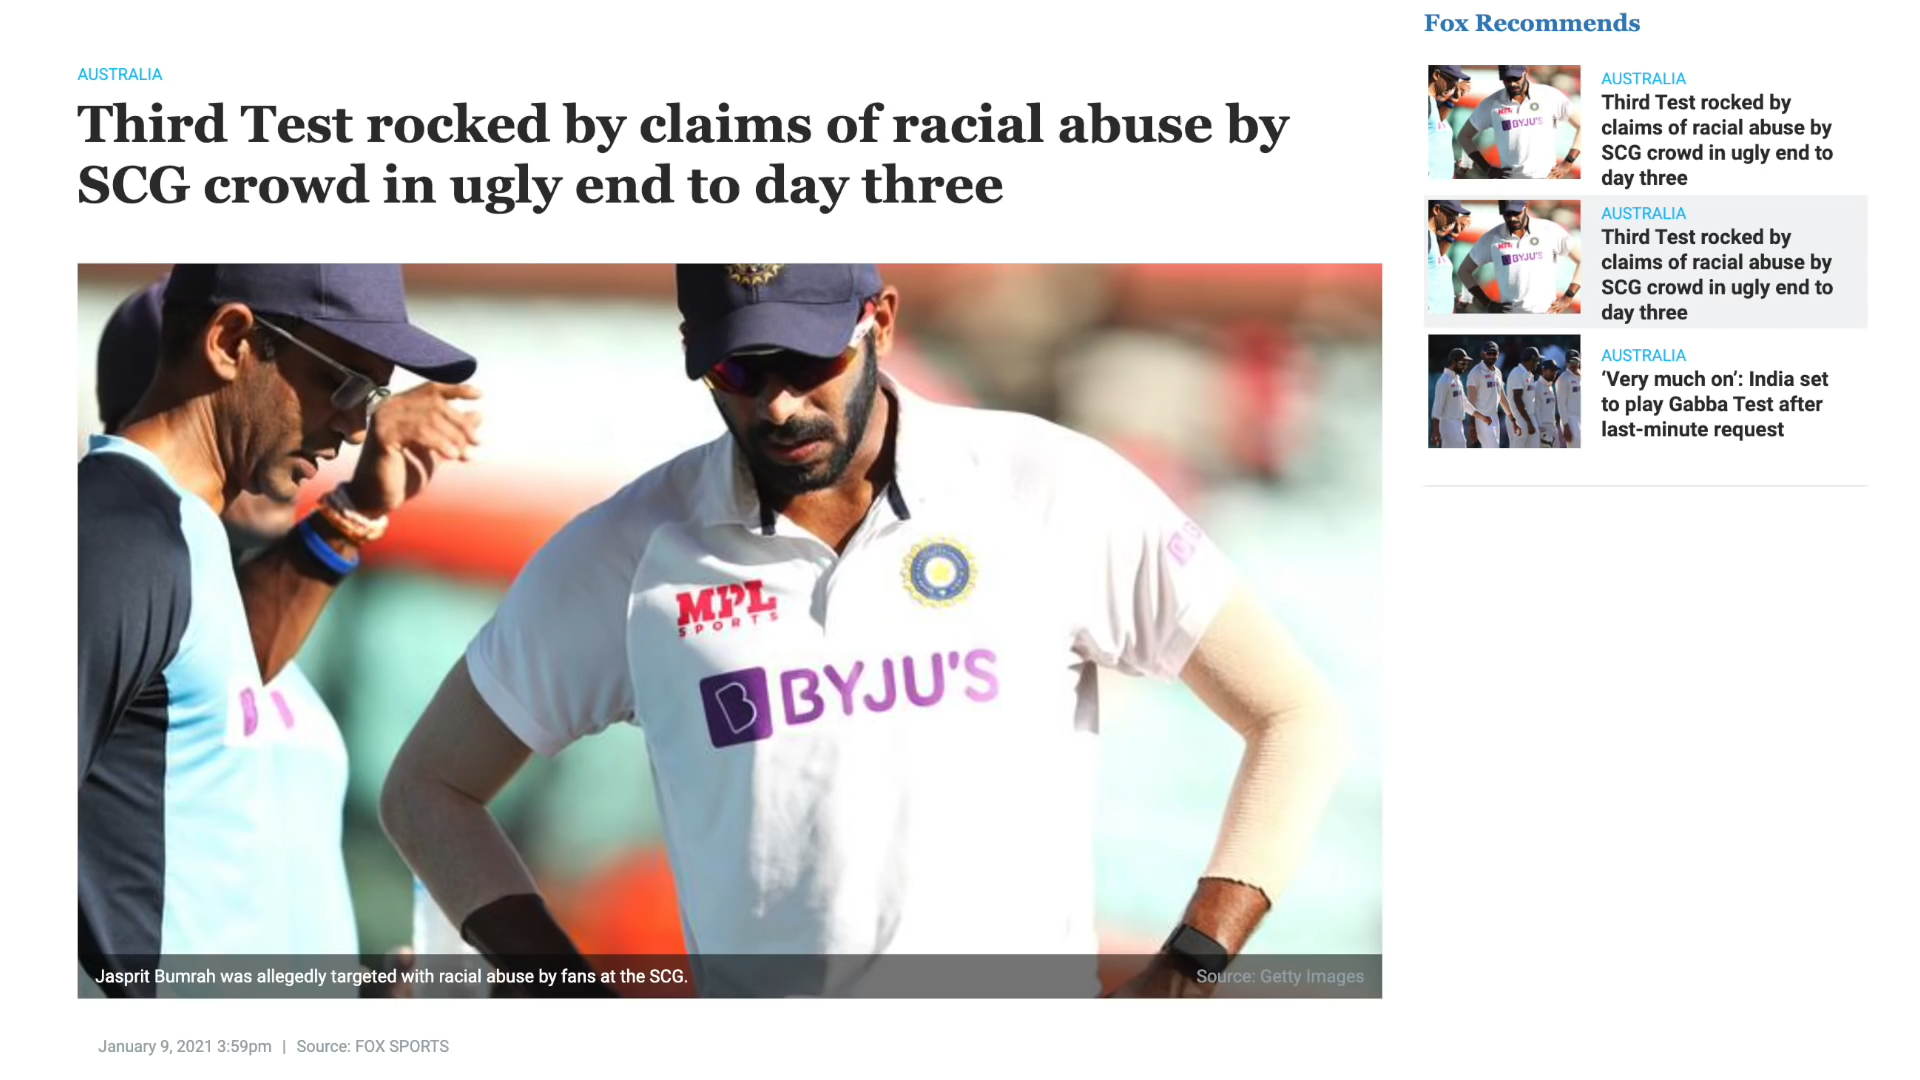 AUSTRALIA
Third Test rocked by claims of racial abuse by
SCG crowd in ugly end to day three
MPL
SPORTS
B BYJU'S
Jasprit Bumrah was allegedly targeted with racial abuse by fans at the SCG.
Source: Getty Images
January 9, 2021 3:59pm | Source: FOX SPORTS
Fox Recommends
AUSTRALIA
Third Test rocked by
claims of racial abuse by
SCG crowd in ugly end to
day three
AUSTRALIA
Third Test rocked by
claims of racial abuse by
SCG crowd in ugly end to
day three
AUSTRALIA
‘Very much on’: India set
to play Gabba Test after
last-minute request